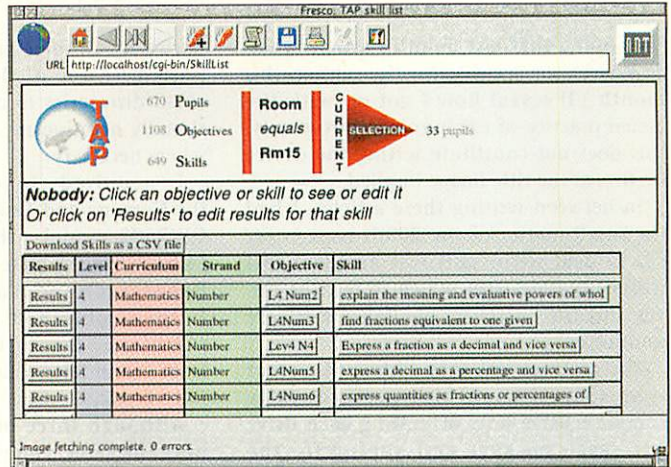 Fresco: TAP skill list
URL http://localhost/cgi-bin/SkillList
ANT
TAP
670 Pupils
1108 Objectives
649 Skills
Room
equals
Rm15
CURRENT
SELECTION
33 pupils
Nobody: Click an objective or skill to see or edit it
Or click on 'Results' to edit results for that skill
Download Skills as a CSV file
Results Level Curriculum Strand Objective Skill
Results 4 Mathematics Number L4 Num2 explain the meaning and evaluative powers of whol
Results 4 Mathematics Number L4Num3 find fractions equivalent to one given
Results 4 Mathematics Number Lev4 N4 Express a fraction as a decimal and vice versa
Results 4 Mathematics Number L4Num5 express a decimal as a percentage and vice versa
Results 4 Mathematics Number L4Num6 express quantities as fractions or percentages of
Image fetching complete. 0 errors.